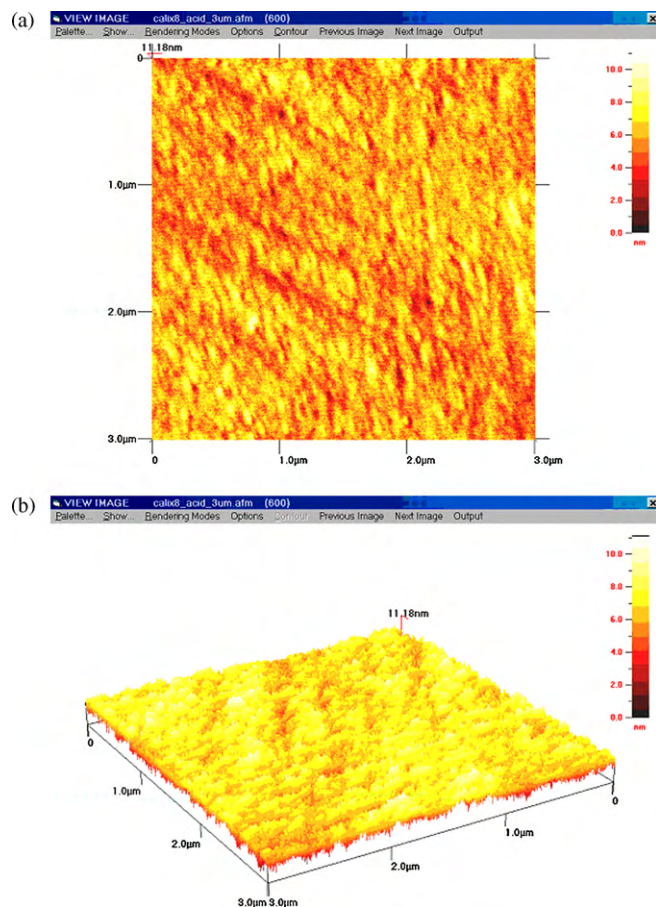 (a)
VIEW IMAGE calix8_acid_3um.afm (600)
Palette... Show... Rendering Modes Options Contour Previous Image Next Image Output
11.18nm
0
1.0µm
2.0µm
3.0µm
0 1.0µm 2.0µm 3.0µm
10.0
8.0
6.0
4.0
2.0
0.0
nm
(b)
VIEW IMAGE calix8_acid_3um.afm (600)
Palette... Show... Rendering Modes Options Contour Previous Image Next Image Output
10.0
8.0
6.0
4.0
2.0
0.0
nm
11.18nm
0 0
1.0µm 1.0µm
2.0µm 2.0µm
3.0µm 3.0µm